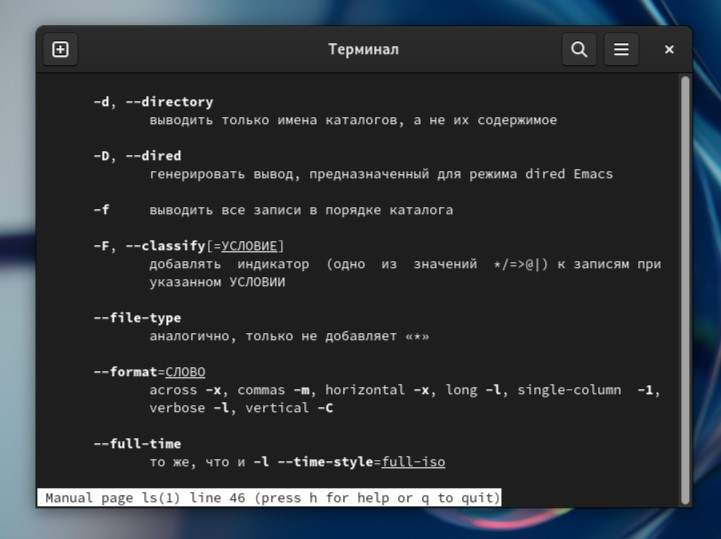 Терминал
-d, --directory
выводить только имена каталогов, а не их содержимое
-D, --dired
генерировать вывод, предназначенный для режима dired Emacs
-f выводить все записи в порядке каталога
-F, --classify[=УСЛОВИЕ]
добавлять индикатор (одно из значений */=>@|) к записям при
указанном УСЛОВИИ
--file-type
аналогично, только не добавляет «*»
--format=СЛОВО
across -x, commas -m, horizontal -x, long -l, single-column -1,
verbose -l, vertical -C
--full-time
то же, что и -l --time-style=full-iso
Manual page ls(1) line 46 (press h for help or q to quit)